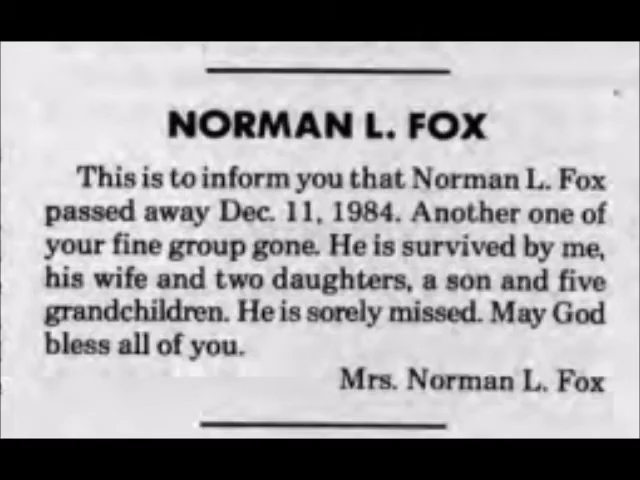 NORMAN L. FOX
This is to inform you that Norman L. Fox
passed away Dec. 11, 1984. Another one of
your fine group gone. He is survived by me,
his wife and two daughters, a son and five
grandchildren. He is sorely missed. May God
bless all of you.
Mrs. Norman L. Fox